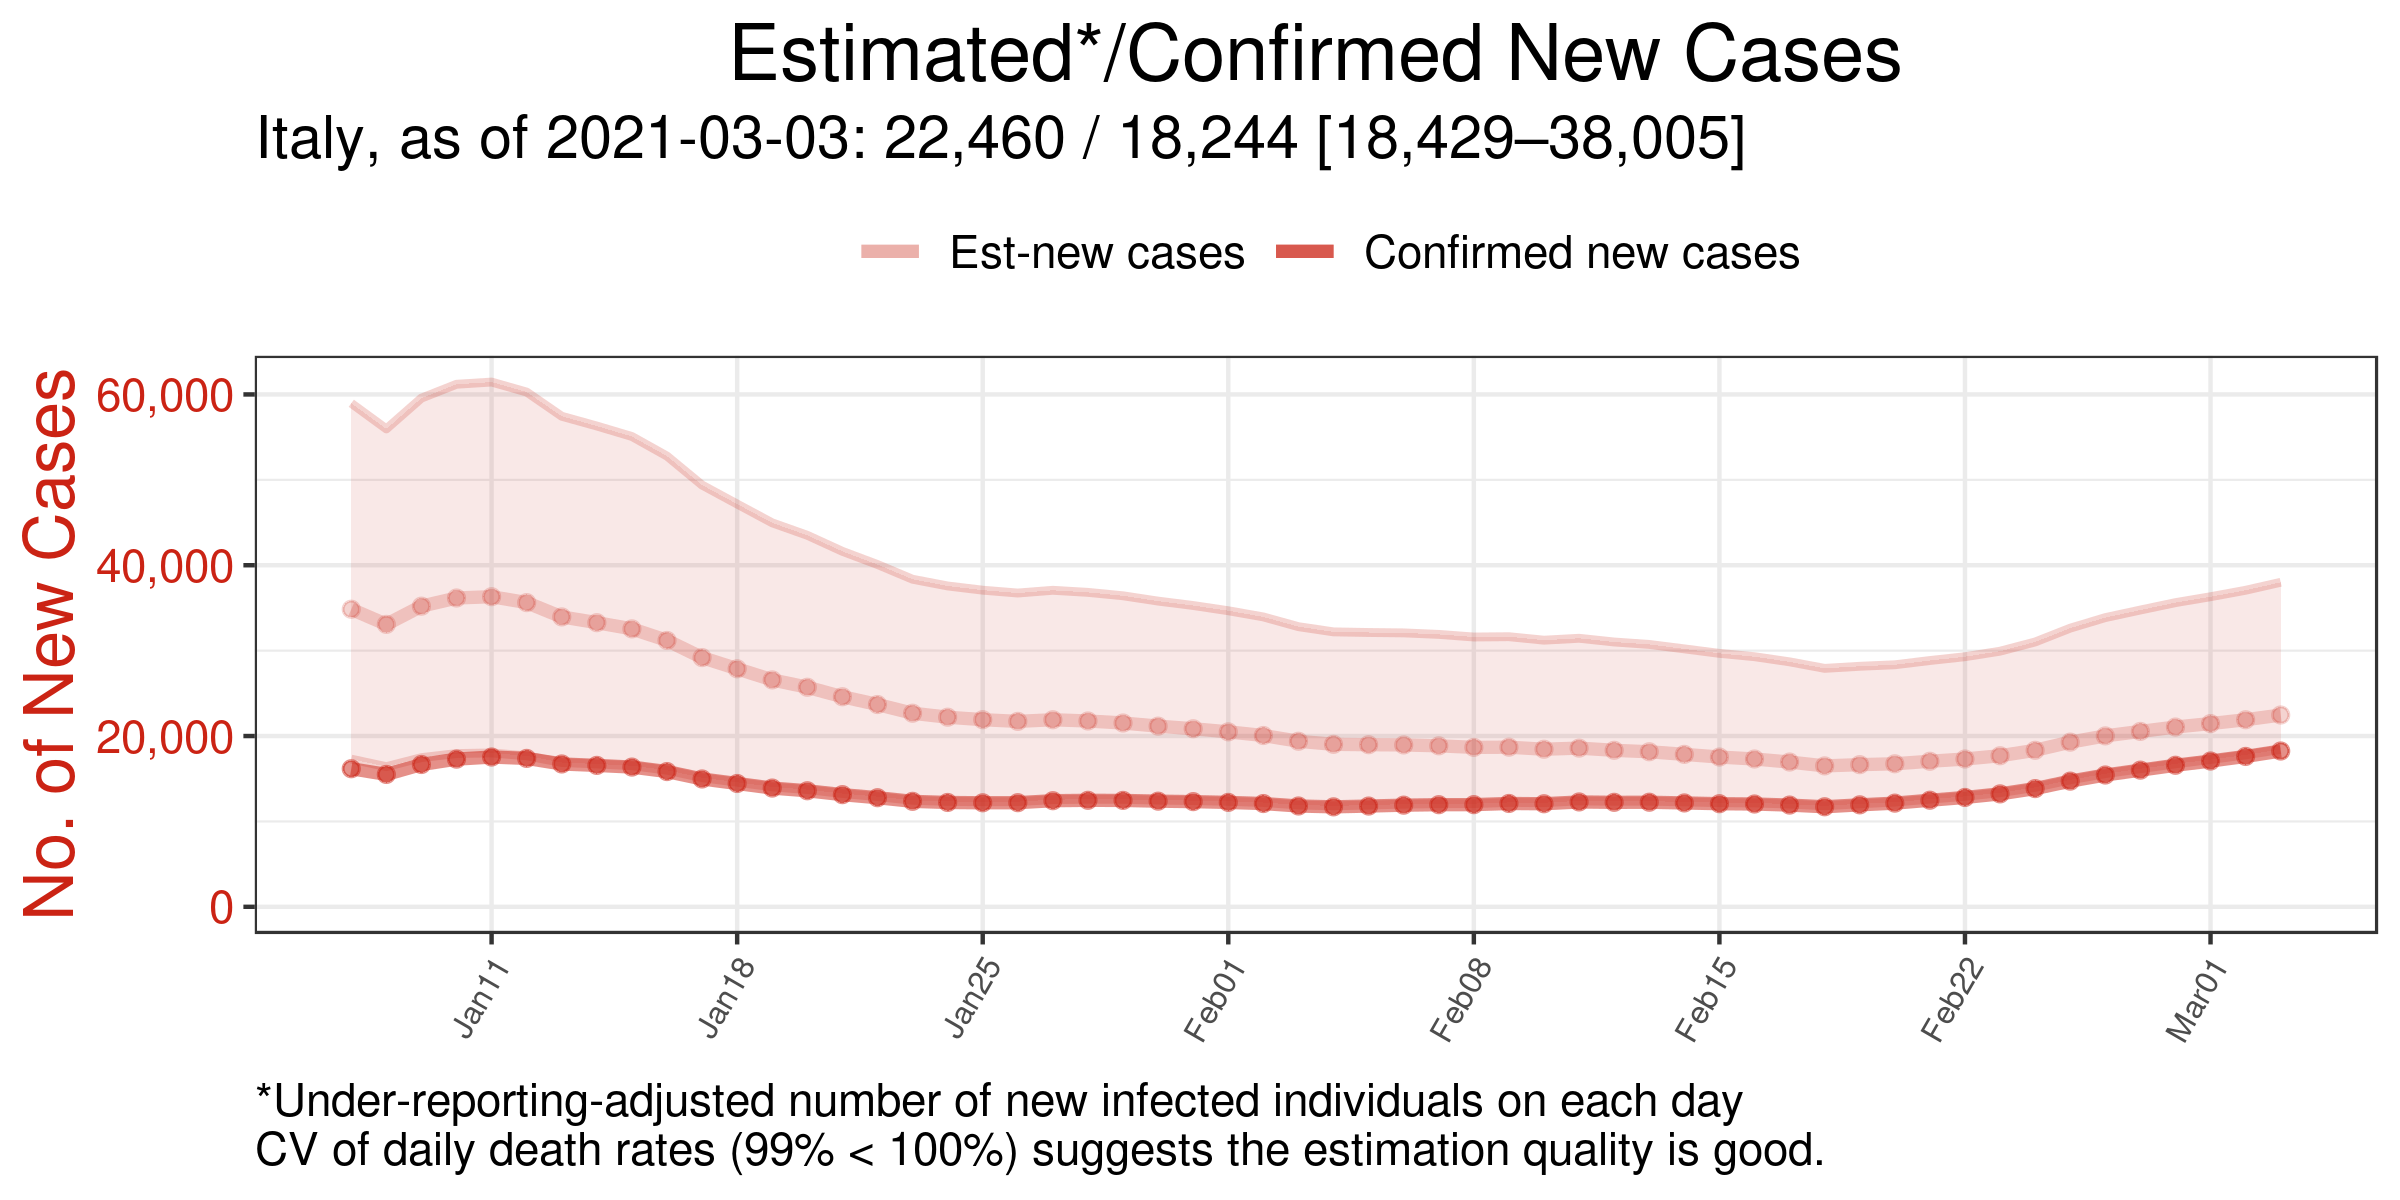 Estimated*/Confirmed New Cases
Italy, as of 2021-03-03: 22,460 / 18,244 [18,429–38,005]
Est-new cases Confirmed new cases
No. of New Cases
60,000
40,000
20,000
0
Jan11 Jan18 Jan25 Feb01 Feb08 Feb15 Feb22 Mar01
*Under-reporting-adjusted number of new infected individuals on each day
CV of daily death rates (99% < 100%) suggests the estimation quality is good.